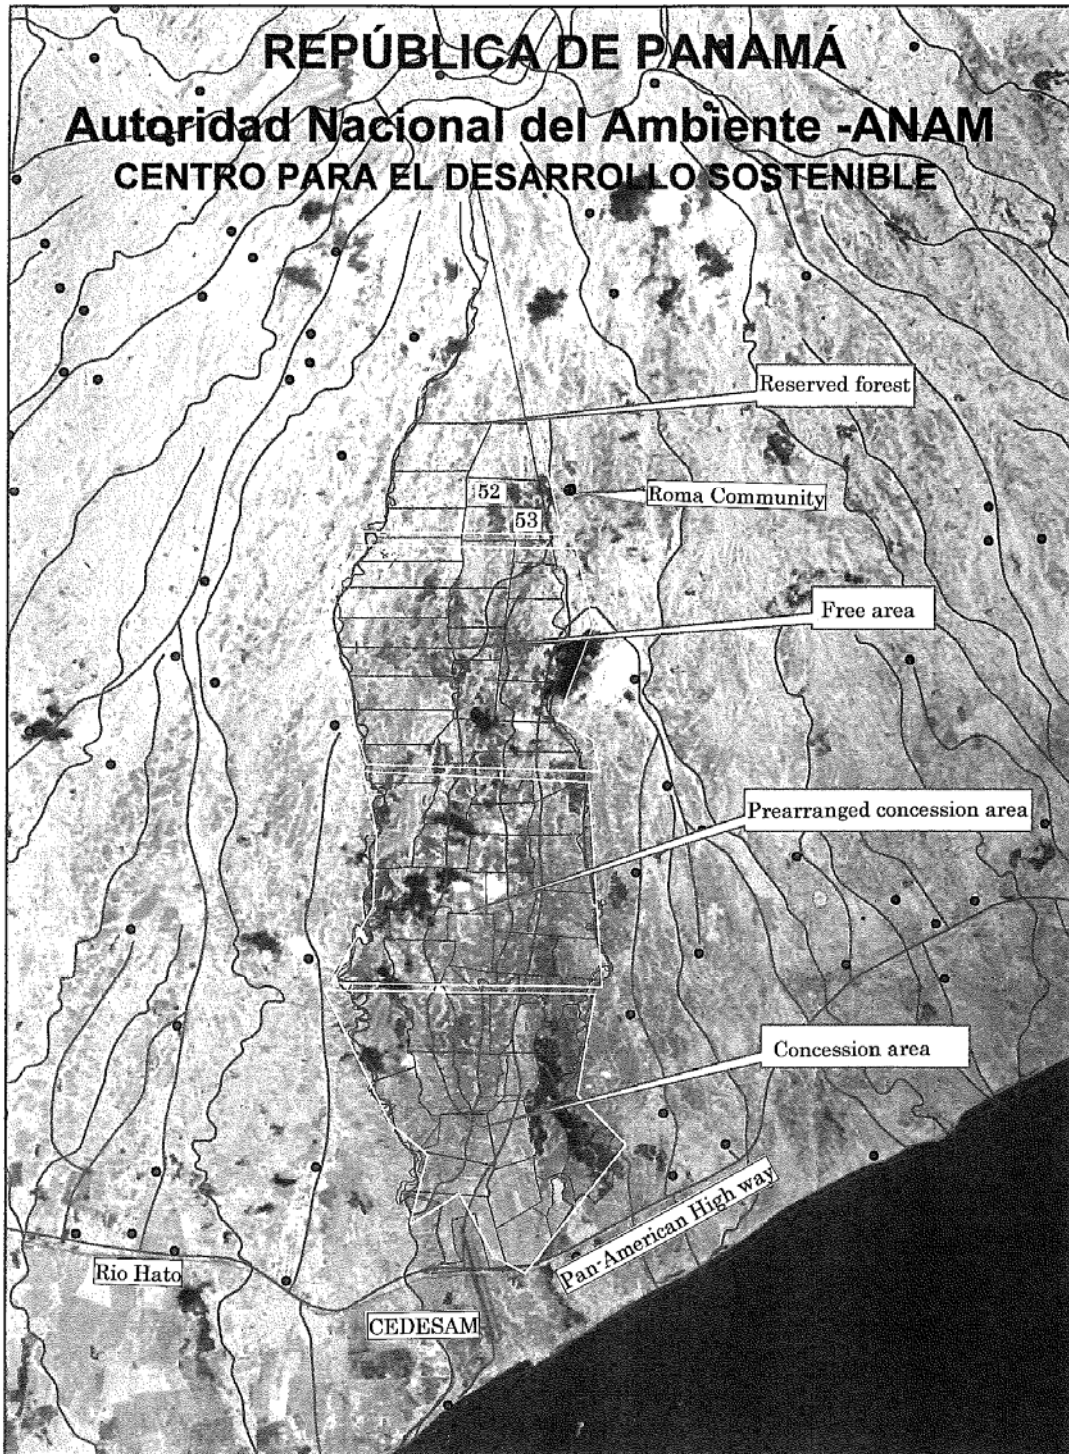 REPÚBLICA DE PANAMÁ
Autoridad Nacional del Ambiente -ANAM
CENTRO PARA EL DESARROLLO SOSTENIBLE
Reserved forest
52
Roma Community
53
Free area
Prearranged concession area
Concession area
Pan-American High way
Rio Hato
CEDESAM